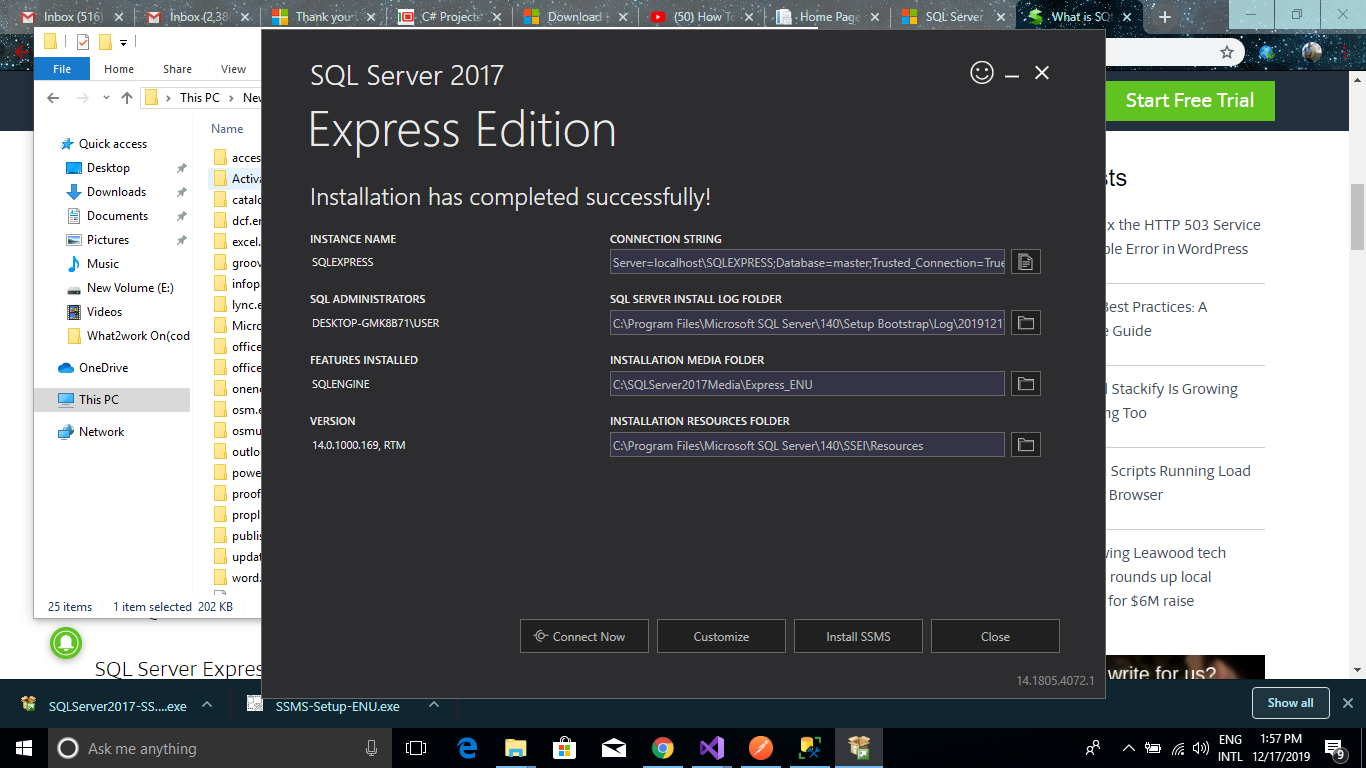 Inbox (516)
Inbox (2,38
Thank you
C# Projects
Download
(50) How
Home Page
SQL Server
What is SQ
File
Home
Share
View
This PC
Nev
Start Free Trial
Name
Quick access
Desktop
Downloads
Documents
Pictures
Music
New Volume (E:)
Videos
What2work On(cod
OneDrive
This PC
Network
acces
Activa
catalo
dcf.en
excel.
groov
infop
lync.e
Micro
office
office
onend
osm.e
osmu
outlo
powe
proof
propl
publis
updat
word.
25 items
1 item selected 202 KB
SQL Server 2017
Express Edition
Installation has completed successfully!
INSTANCE NAME
SQLEXPRESS
CONNECTION STRING
Server=localhost\SQLEXPRESS;Database=master;Trusted_Connection=True
SQL ADMINISTRATORS
DESKTOP-GMK8B71\USER
SQL SERVER INSTALL LOG FOLDER
C:\Program Files\Microsoft SQL Server\140\Setup Bootstrap\Log\2019121
FEATURES INSTALLED
SQLENGINE
INSTALLATION MEDIA FOLDER
C:\SQLServer2017Media\Express_ENU
VERSION
14.0.1000.169, RTM
INSTALLATION RESOURCES FOLDER
C:\Program Files\Microsoft SQL Server\140\SSEI\Resources
Connect Now
Customize
Install SSMS
Close
14.1805.4072.1
sts
x the HTTP 503 Service
ble Error in WordPress
Best Practices: A
e Guide
d Stackify Is Growing
ng Too
Scripts Running Load
Browser
ving Leawood tech
rounds up local
for $6M raise
write for us?
SQL Server Expres
SQLServer2017-SS....exe
SSMS-Setup-ENU.exe
Show all
Ask me anything
ENG
INTL
1:57 PM
12/17/2019
9